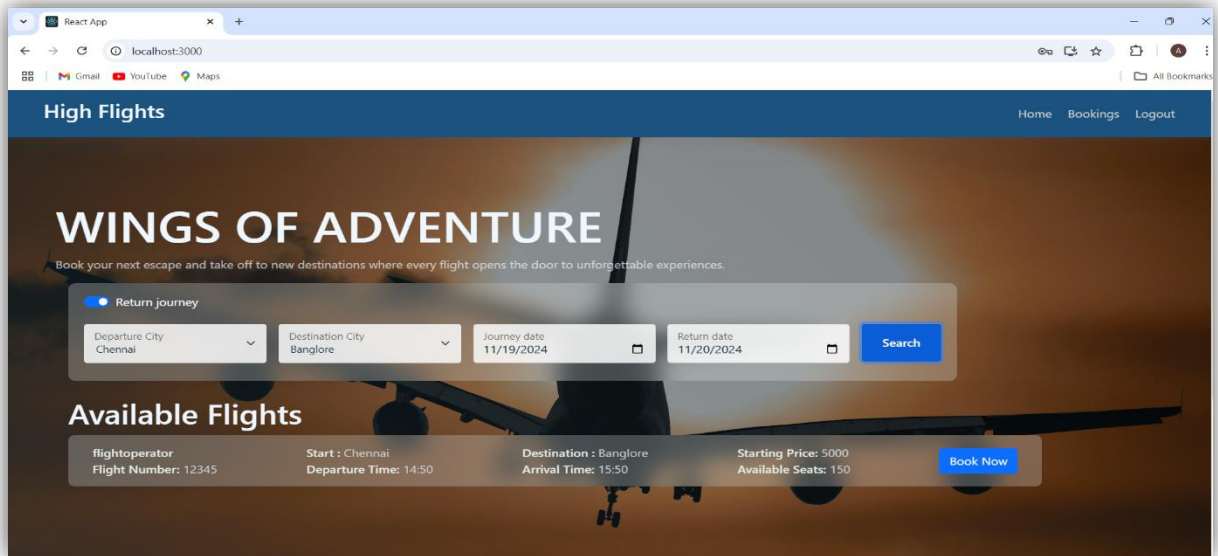 React App
localhost:3000
A
Gmail YouTube Maps All Bookmarks
High Flights Home Bookings Logout
WINGS OF ADVENTURE
Book your next escape and take off to new destinations where every flight opens the door to unforgettable experiences.
Return journey
Departure City Destination City Journey date Return date
Chennai Banglore 11/19/2024 11/20/2024 Search
Available Flights
flightoperator Start : Chennai Destination : Banglore Starting Price: 5000
Flight Number: 12345 Departure Time: 14:50 Arrival Time: 15:50 Available Seats: 150 Book Now